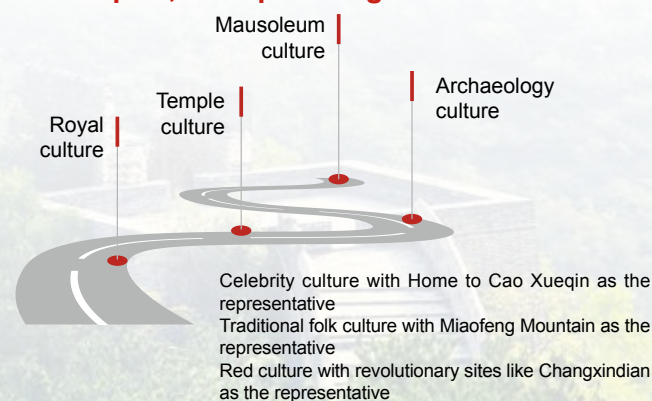 Mausoleum
culture
Archaeology
culture
Temple
culture
Royal
culture
Celebrity culture with Home to Cao Xueqin as the
representative
Traditional folk culture with Miaofeng Mountain as the
representative
Red culture with revolutionary sites like Changxindian
as the representative